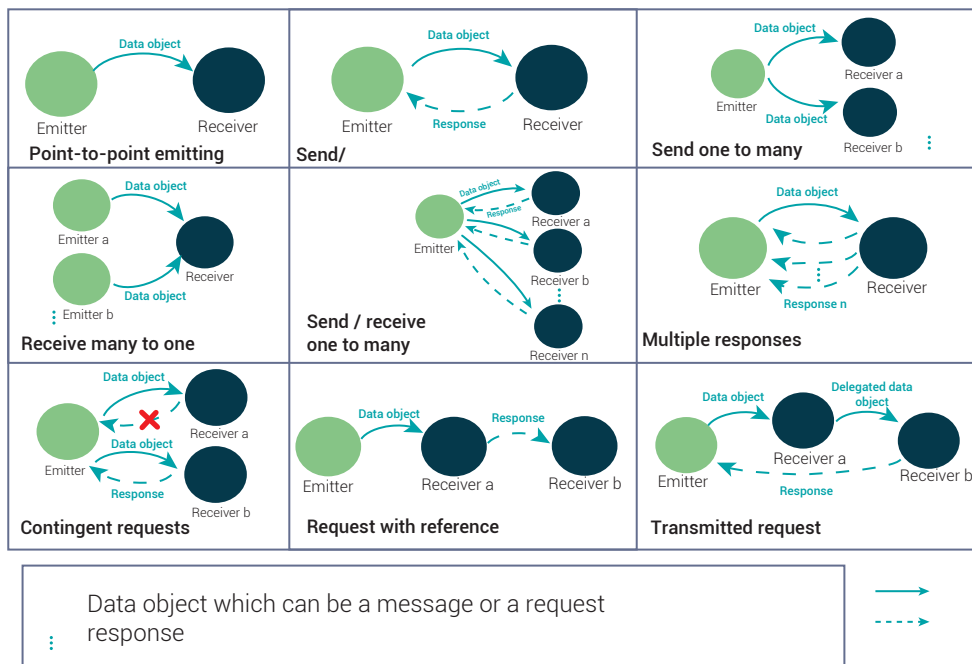 Data object
Emitter
Receiver
Point-to-point emitting
Data object
Response
Emitter
Receiver
Send/
Data object
Emitter
Receiver a
Data object
Receiver b
Send one to many
Data object
Emitter a
Receiver
Data object
Emitter b
Receive many to one
Data object
Response
Receiver a
Emitter
Receiver b
Send / receive
one to many
Receiver n
Data object
Emitter
Receiver
Response n
Multiple responses
Data object
Receiver a
Data object
Emitter
Response
Receiver b
Contingent requests
Data object
Response
Emitter
Receiver a
Receiver b
Request with reference
Data object
Delegated data
object
Receiver a
Emitter
Receiver b
Response
Transmitted request
Data object which can be a message or a request
response